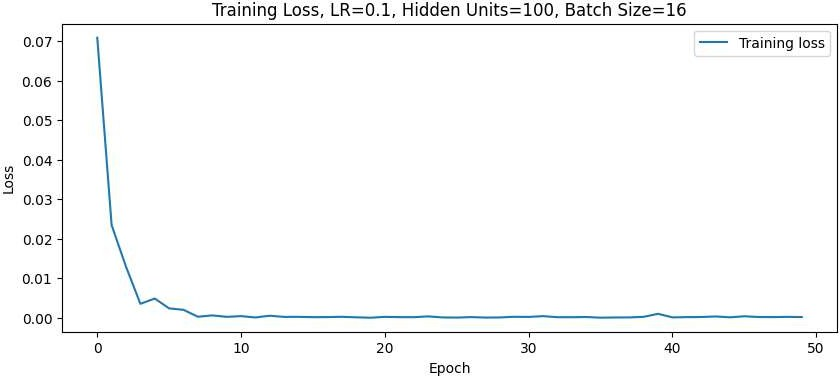 Training Loss, LR=0.1, Hidden Units=100, Batch Size=16
Training loss
0.07
0.06
0.05
0.04
0.03
0.02
0.01
0.00
Loss
0 10 20 30 40 50
Epoch